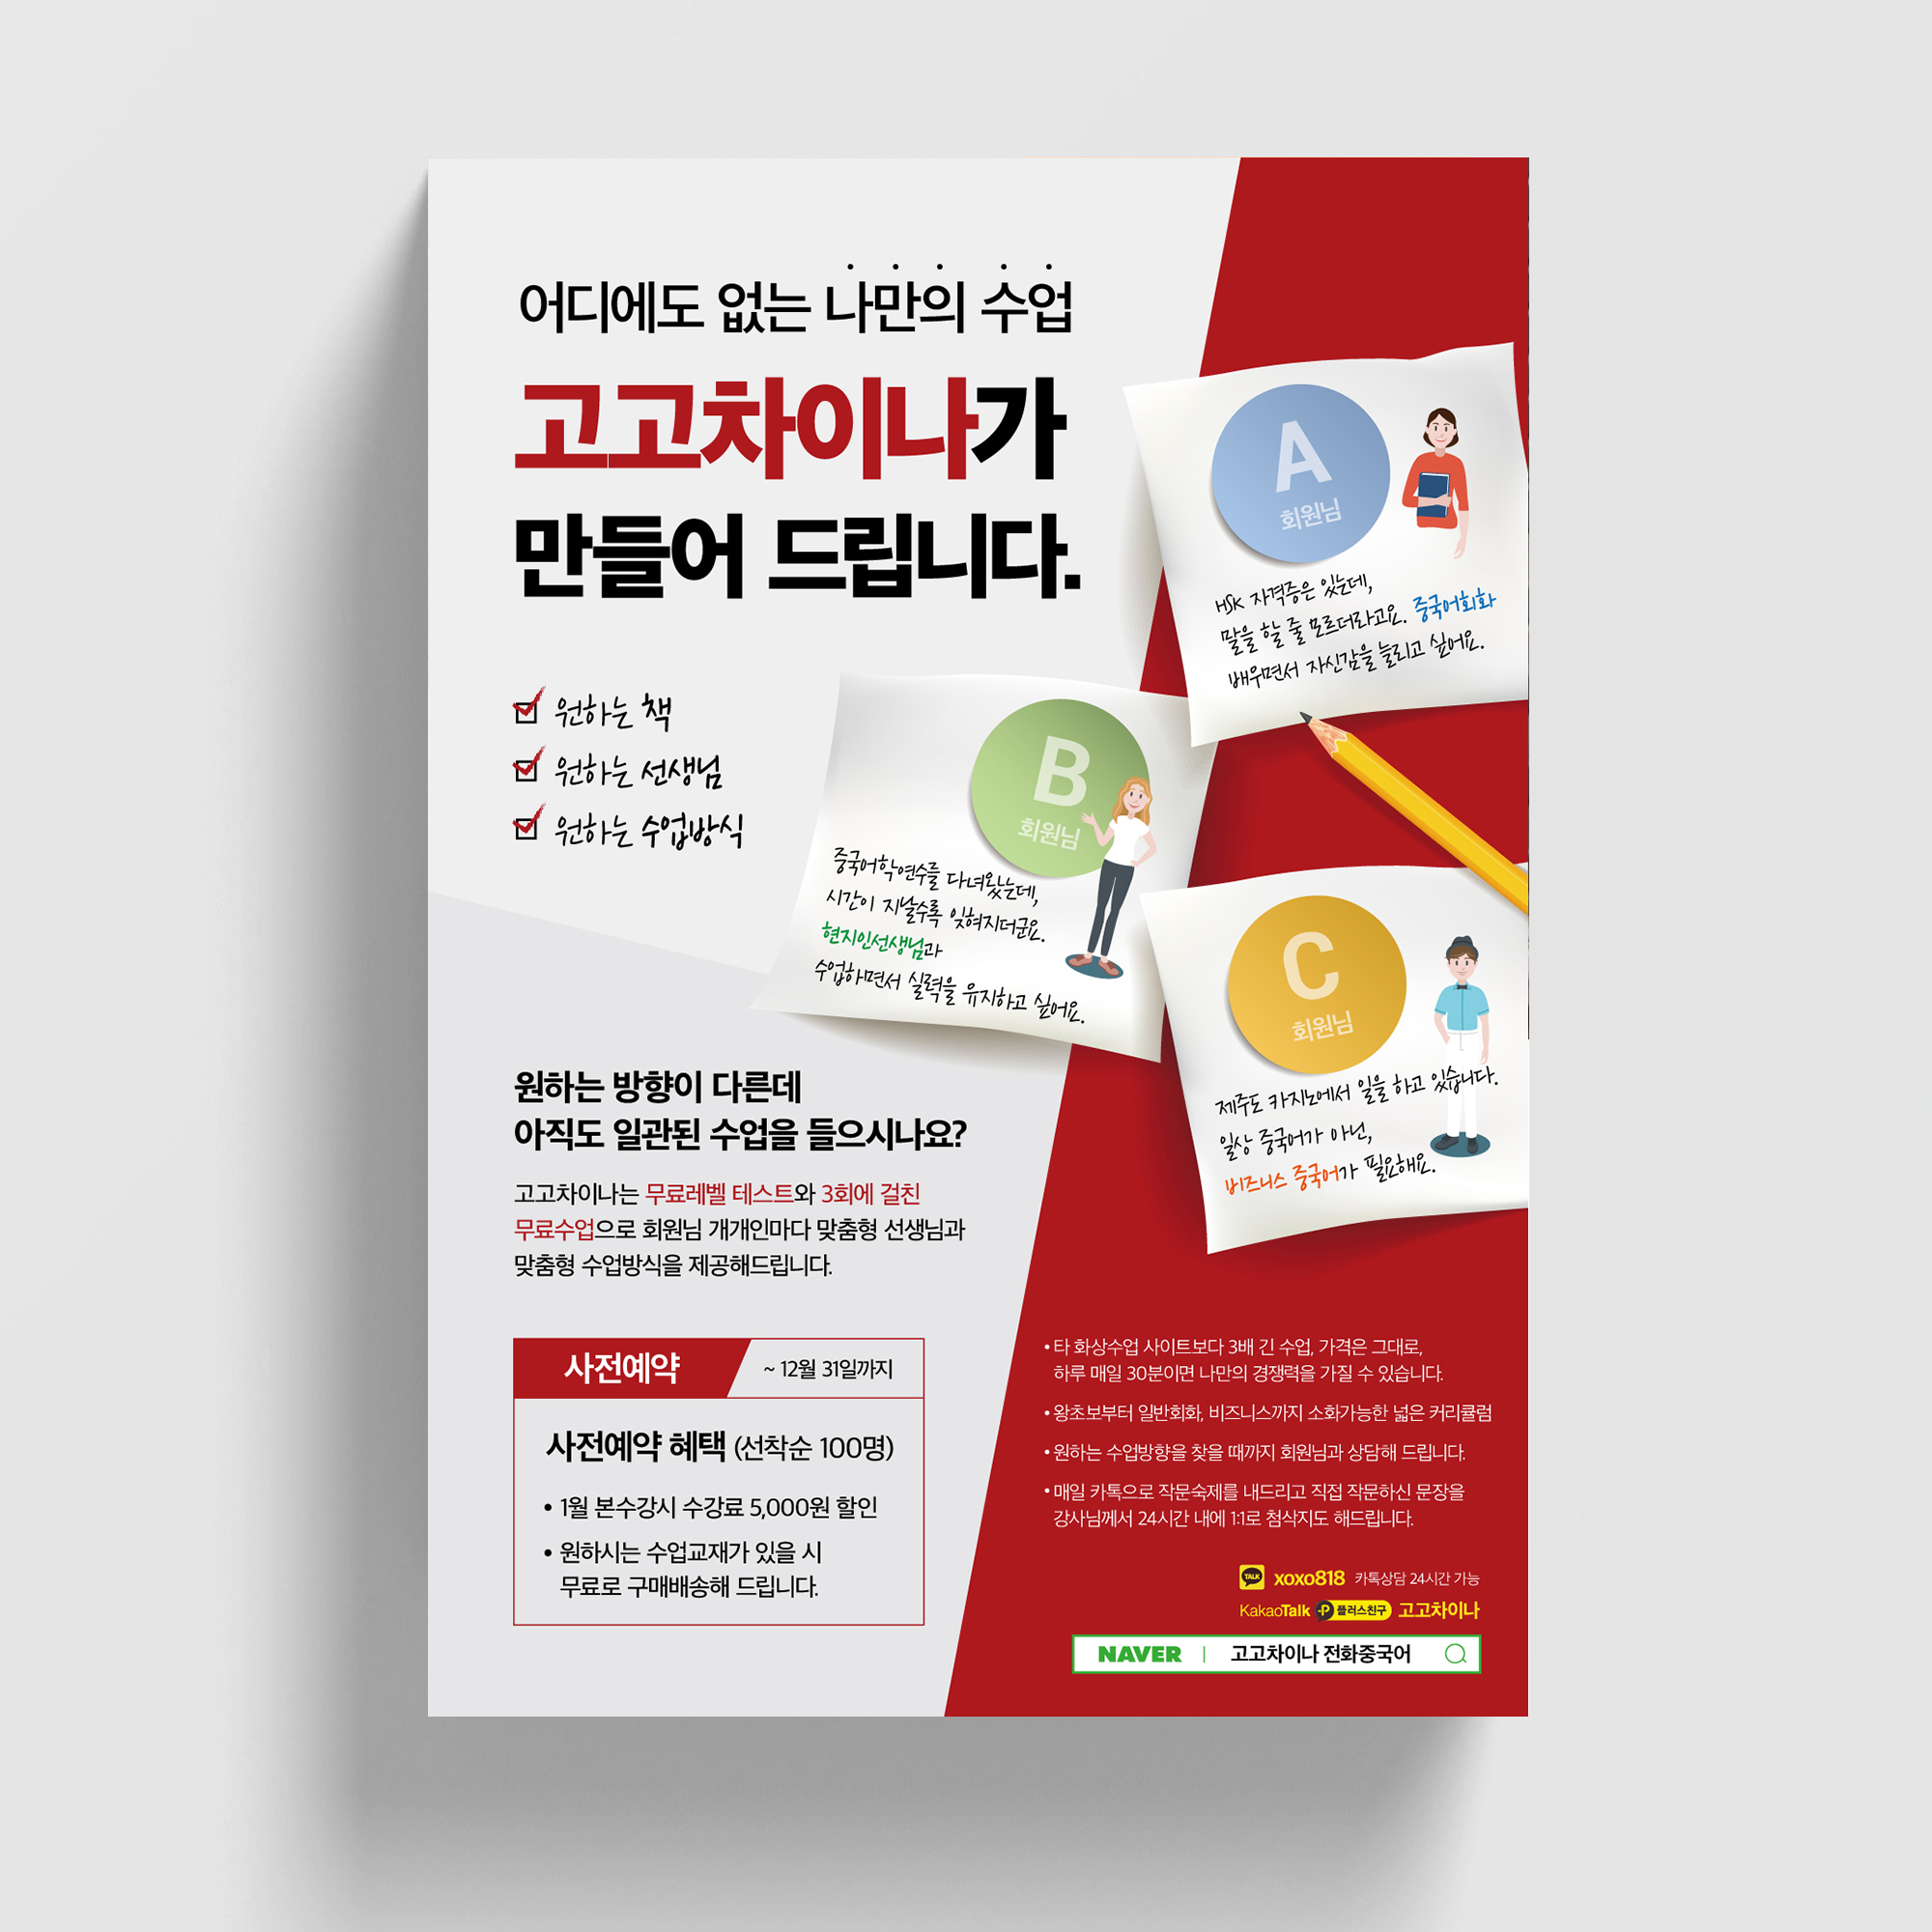 어디에도 없는 나만의 수업
고고차이나가
만들어 드립니다.
원하는 책
원하는 선생님
원하는 수업방식
A
회원님
HSK 자격증은 있는데,
말을 할 줄 모르더라고요. 중국어회화
배우면서 자신감을 늘리고 싶어요.
B
회원님
중국어학연수를 다녀왔는데,
시간이 지날수록 잊혀지더군요.
현지인선생님과
수업하면서 실력을 유지하고 싶어요.
C
회원님
제주도 카지노에서 일을 하고 있습니다.
일상 중국어가 아닌,
비즈니스 중국어가 필요해요.
원하는 방향이 다른데
아직도 일관된 수업을 들으시나요?
고고차이나는 무료레벨 테스트와 3회에 걸친
무료수업으로 회원님 개개인마다 맞춤형 선생님과
맞춤형 수업방식을 제공해드립니다.
사전예약 ~ 12월 31일까지
사전예약 혜택 (선착순 100명)
• 1월 본수강시 수강료 5,000원 할인
• 원하시는 수업교재가 있을 시
무료로 구매배송해 드립니다.
• 타 화상수업 사이트보다 3배 긴 수업, 가격은 그대로,
하루 매일 30분이면 나만의 경쟁력을 가질 수 있습니다.
• 왕초보부터 일반회화, 비즈니스까지 소화가능한 넓은 커리큘럼
• 원하는 수업방향을 찾을 때까지 회원님과 상담해 드립니다.
• 매일 카톡으로 작문숙제를 내드리고 직접 작문하신 문장을
강사님께서 24시간 내에 1:1로 첨삭지도 해드립니다.
TALK xoxo818 카톡상담 24시간 가능
KakaoTalk P 플러스친구 고고차이나
NAVER | 고고차이나 전화중국어